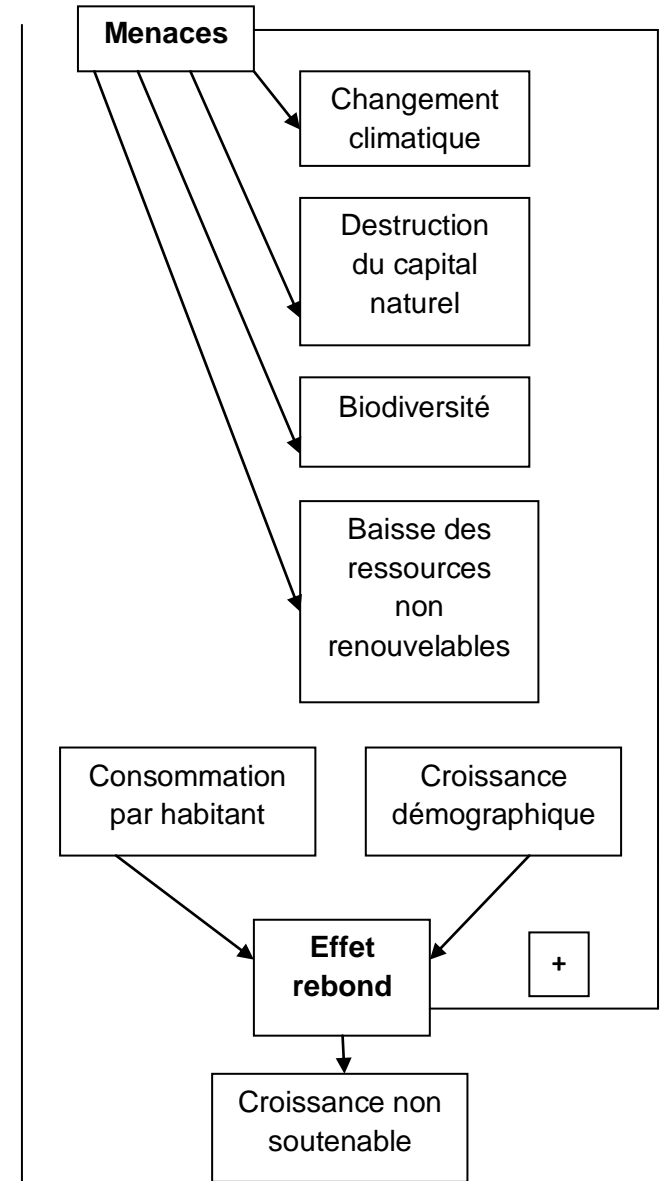 Menaces
Changement
climatique
Destruction
du capital
naturel
Biodiversité
Baisse des
ressources
non
renouvelables
Consommation
par habitant
Croissance
démographique
Effet
rebond
+
Croissance non
soutenable